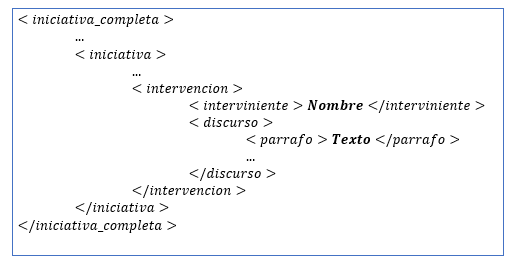 < iniciativa_completa >
...
< iniciativa >
...
< intervencion >
< interviniente > Nombre </interviniente >
< discurso >
< parrafo > Texto </parrafo >
...
</discurso >
</intervencion >
</iniciativa >
</iniciativa_completa >